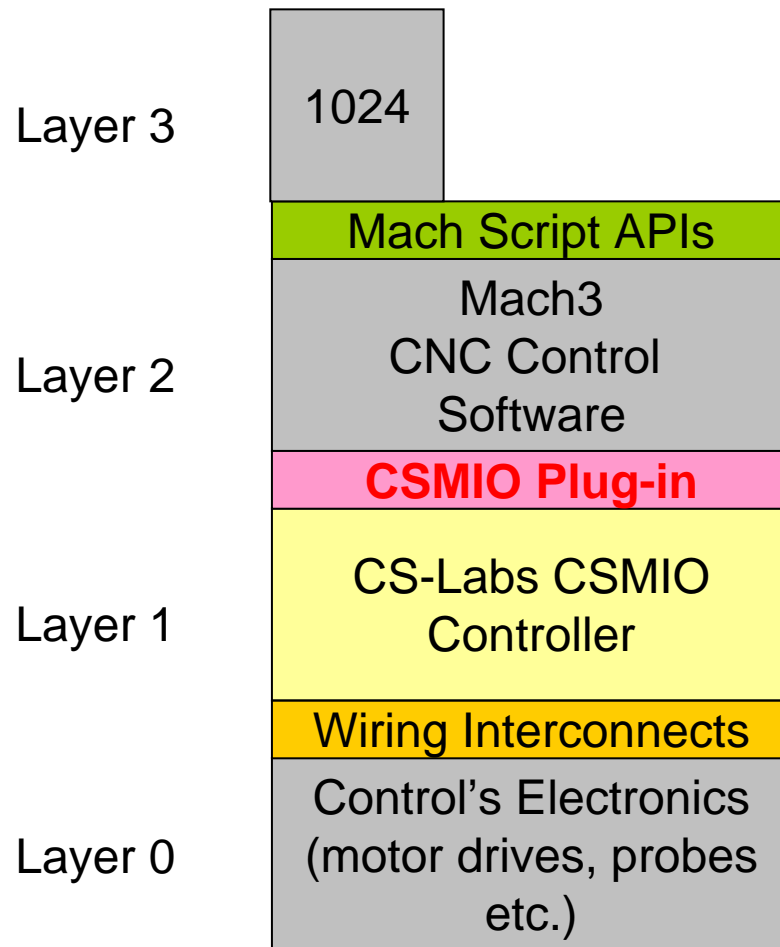 Layer 3
1024
Mach Script APIs
Layer 2
Mach3
CNC Control
Software
CSMIO Plug-in
Layer 1
CS-Labs CSMIO
Controller
Wiring Interconnects
Layer 0
Control’s Electronics
(motor drives, probes
etc.)